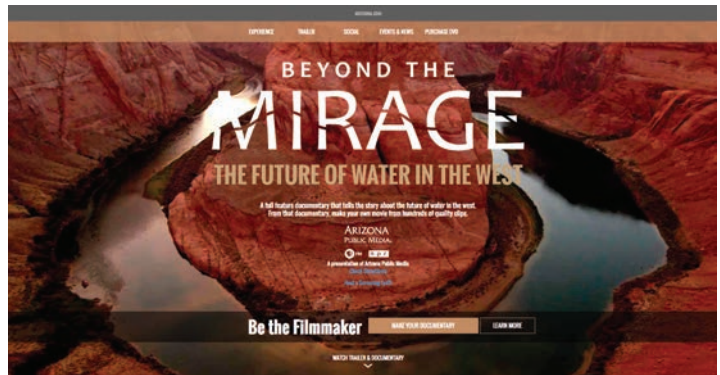 EXPERIENCE TRAILER SOCIAL EVENTS & NEWS PURCHASE DVD
BEYOND THE
MIRAGE
THE FUTURE OF WATER IN THE WEST
A full feature documentary that tells the story about the future of water in the west.
From that documentary, make your own movie from hundreds of quality clips.
ARIZONA
PUBLIC MEDIA
PBS npr
A presentation of Arizona Public Media
Be the Filmmaker MAKE YOUR DOCUMENTARY LEARN MORE
WATCH TRAILER & DOCUMENTARY